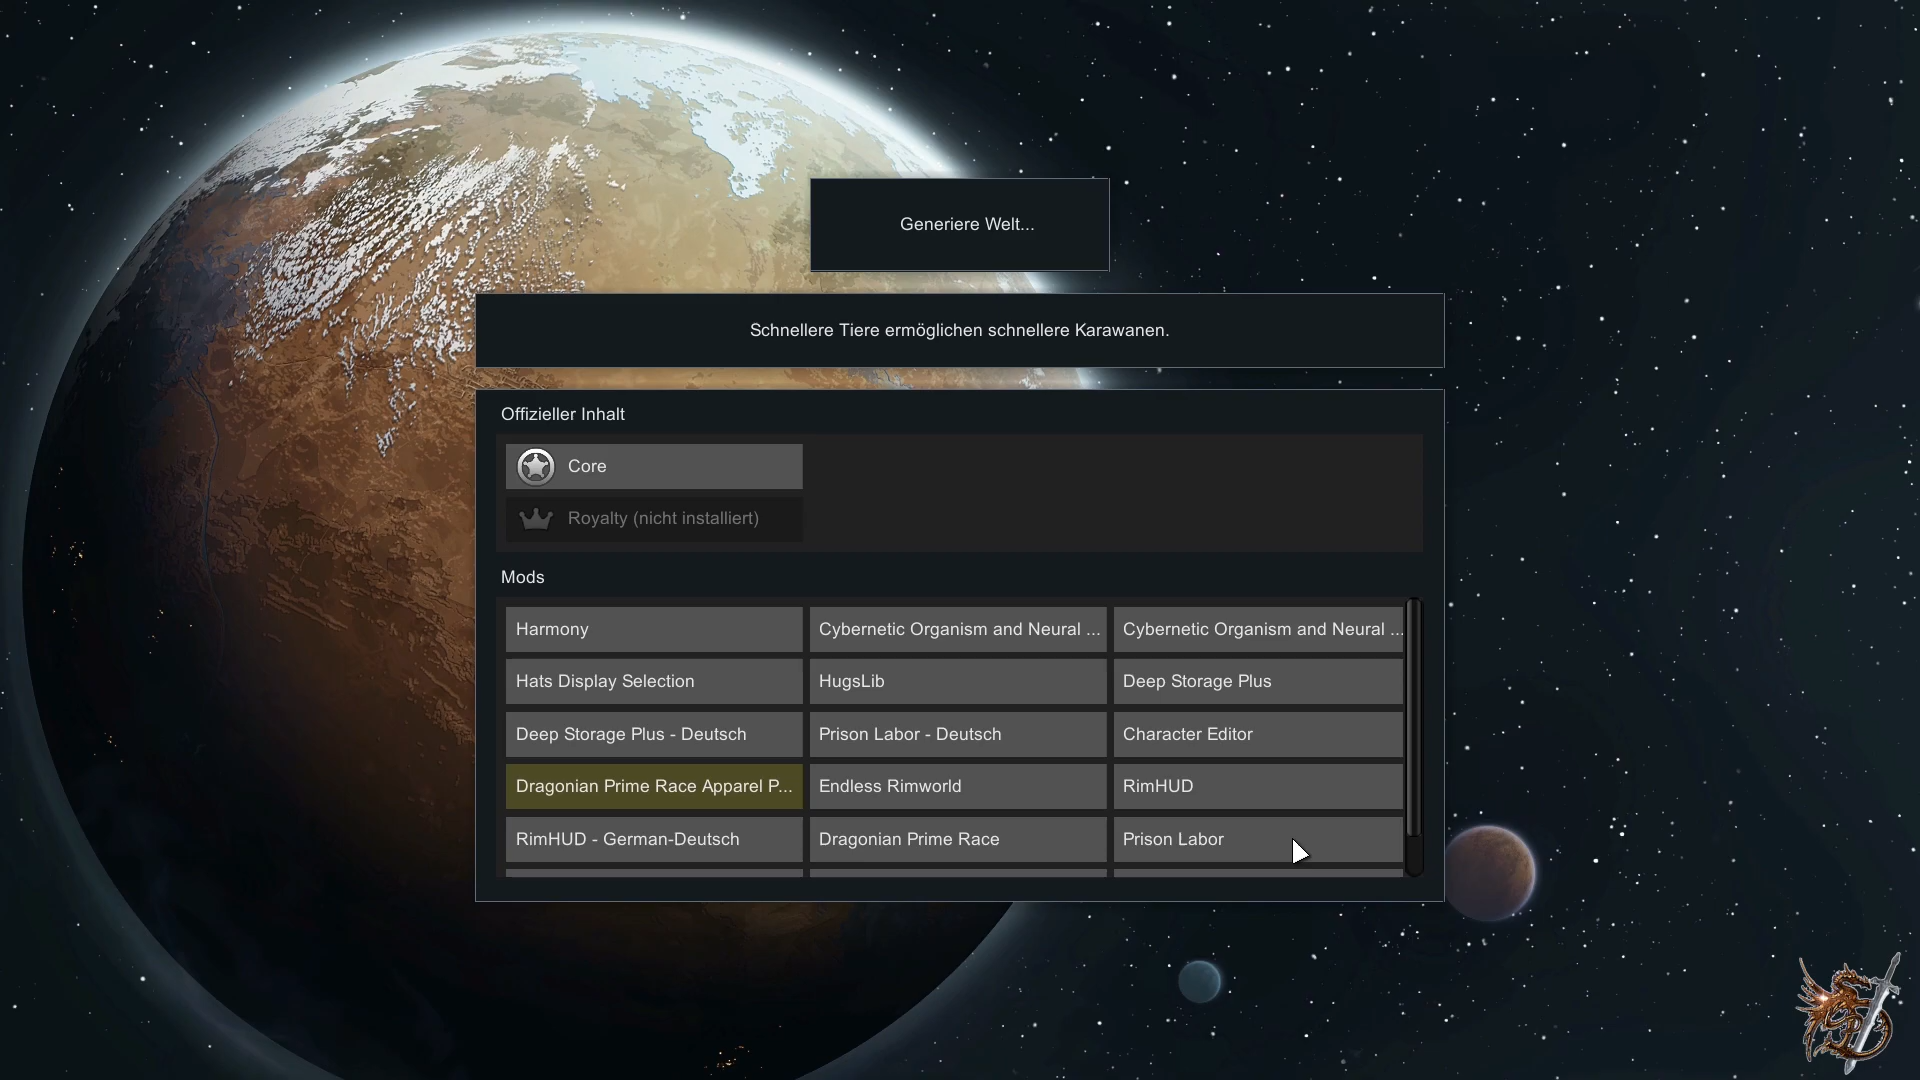 Generiere Welt...
Schnellere Tiere ermöglichen schnellere Karawanen.
Offizieller Inhalt
Core
Royalty (nicht installiert)
Mods
Harmony
Cybernetic Organism and Neural ...
Cybernetic Organism and Neural ...
Hats Display Selection
HugsLib
Deep Storage Plus
Deep Storage Plus - Deutsch
Prison Labor - Deutsch
Character Editor
Dragonian Prime Race Apparel P...
Endless Rimworld
RimHUD
RimHUD - German-Deutsch
Dragonian Prime Race
Prison Labor